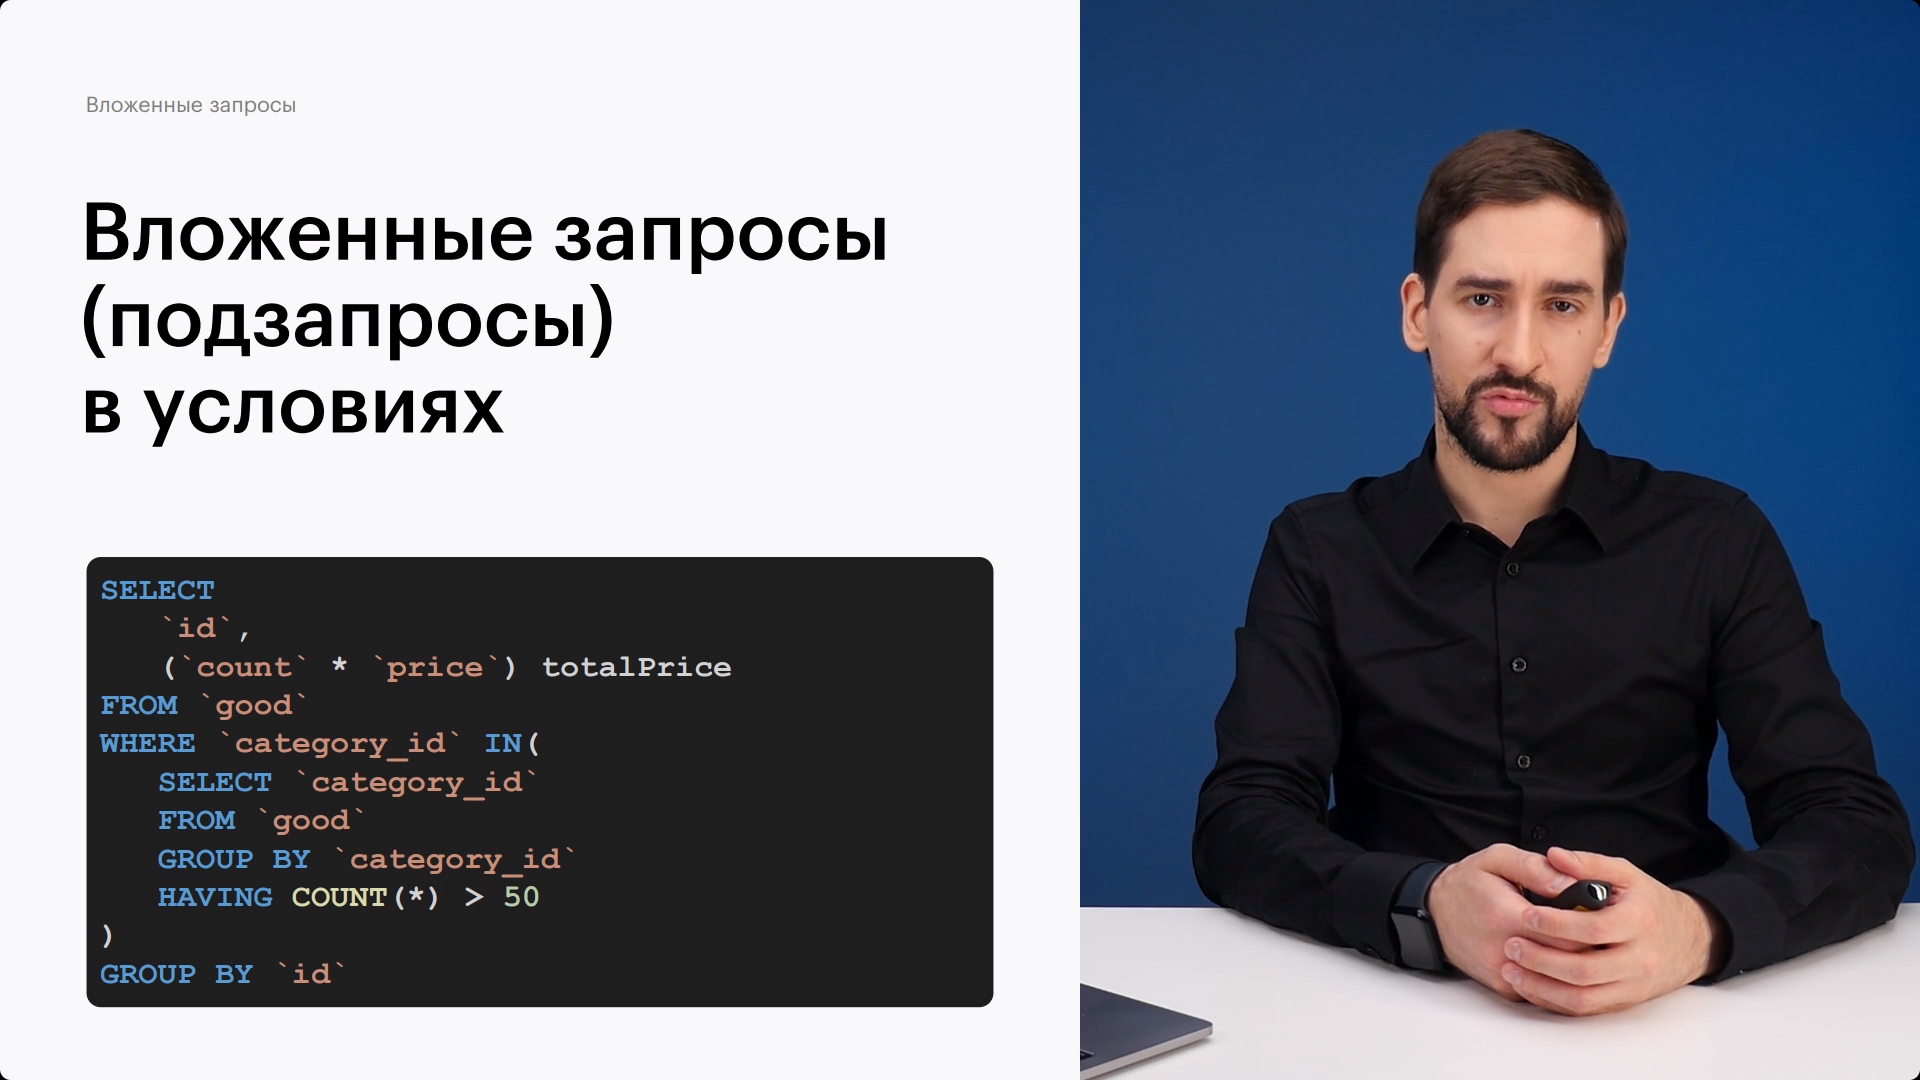 Вложенные запросы
Вложенные запросы
(подзапросы)
в условиях
SELECT
`id`,
(`count` * `price`) totalPrice
FROM `good`
WHERE `category_id` IN(
SELECT `category_id`
FROM `good`
GROUP BY `category_id`
HAVING COUNT(*) > 50
)
GROUP BY `id`